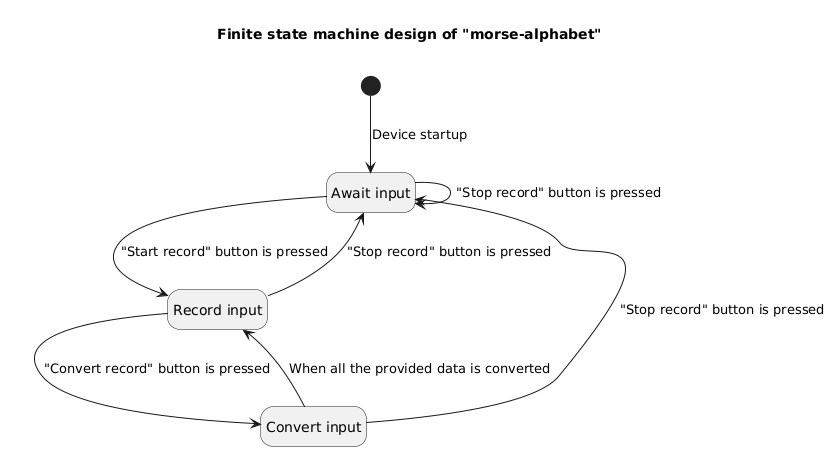 Finite state machine design of "morse-alphabet"
Device startup
Await input
"Stop record" button is pressed
"Start record" button is pressed
"Stop record" button is pressed
Record input
"Stop record" button is pressed
"Convert record" button is pressed
When all the provided data is converted
Convert input